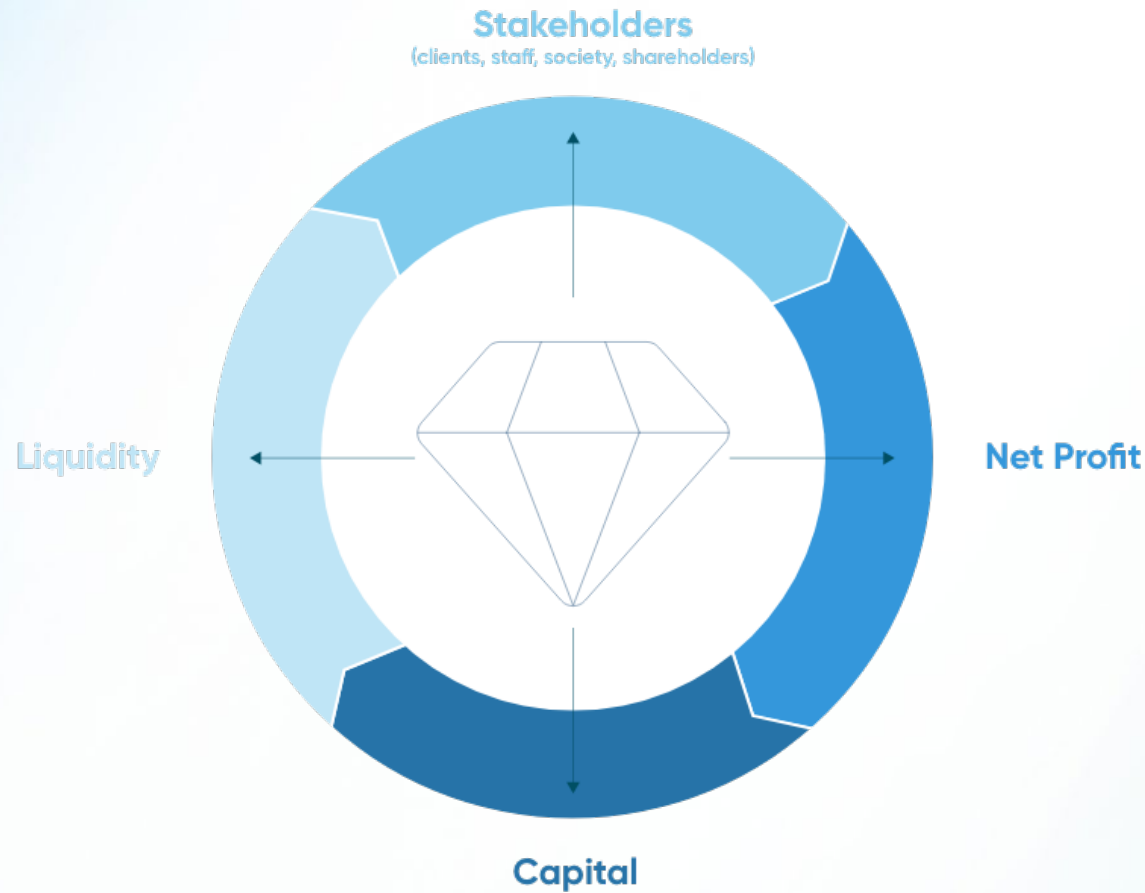 Stakeholders
(clients, staff, society, shareholders)
Liquidity
Net Profit
Capital